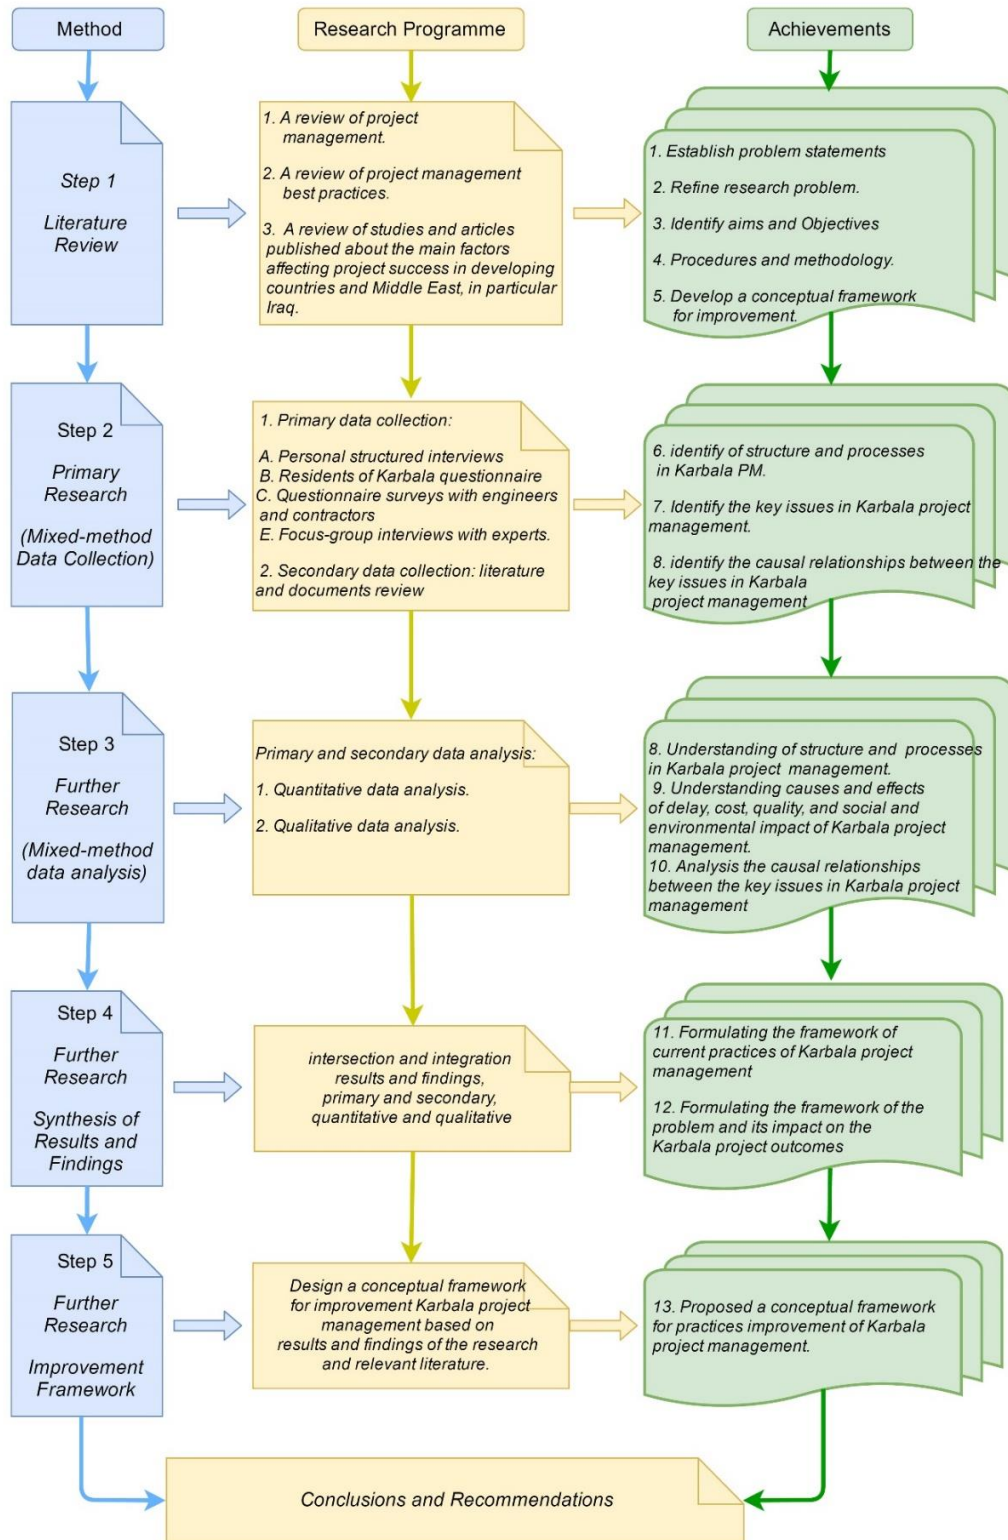 Method
Research Programme
Achievements
Step 1
Literature
Review
1. A review of project
management.
2. A review of project management
best practices.
3. A review of studies and articles
published about the main factors
affecting project success in developing
countries and Middle East, in particular
Iraq.
1. Establish problem statements
2. Refine research problem.
3. Identify aims and Objectives
4. Procedures and methodology.
5. Develop a conceptual framework
for improvement.
Step 2
Primary
Research
(Mixed-method
Data Collection)
1. Primary data collection:
A. Personal structured interviews
B. Residents of Karbala questionnaire
C. Questionnaire surveys with engineers
and contractors
E. Focus-group interviews with experts.
2. Secondary data collection: literature
and documents review
6. identify of structure and processes
in Karbala PM.
7. Identify the key issues in Karbala project
management.
8. identify the causal relationships between the
key issues in Karbala
project management
Step 3
Further
Research
(Mixed-method
data analysis)
Primary and secondary data analysis:
1. Quantitative data analysis.
2. Qualitative data analysis.
8. Understanding of structure and processes
in Karbala project management.
9. Understanding causes and effects
of delay, cost, quality, and social and
environmental impact of Karbala project
management.
10. Analysis the causal relationships
between the key issues in Karbala project
management
Step 4
Further
Research
Synthesis of
Results and
Findings
intersection and integration
results and findings,
primary and secondary,
quantitative and qualitative
11. Formulating the framework of
current practices of Karbala project
management
12. Formulating the framework of the
problem and its impact on the
Karbala project outcomes
Step 5
Further
Research
Improvement
Framework
Design a conceptual framework
for improvement Karbala project
management based on
results and findings of the research
and relevant literature.
13. Proposed a conceptual framework
for practices improvement of Karbala
project management.
Conclusions and Recommendations